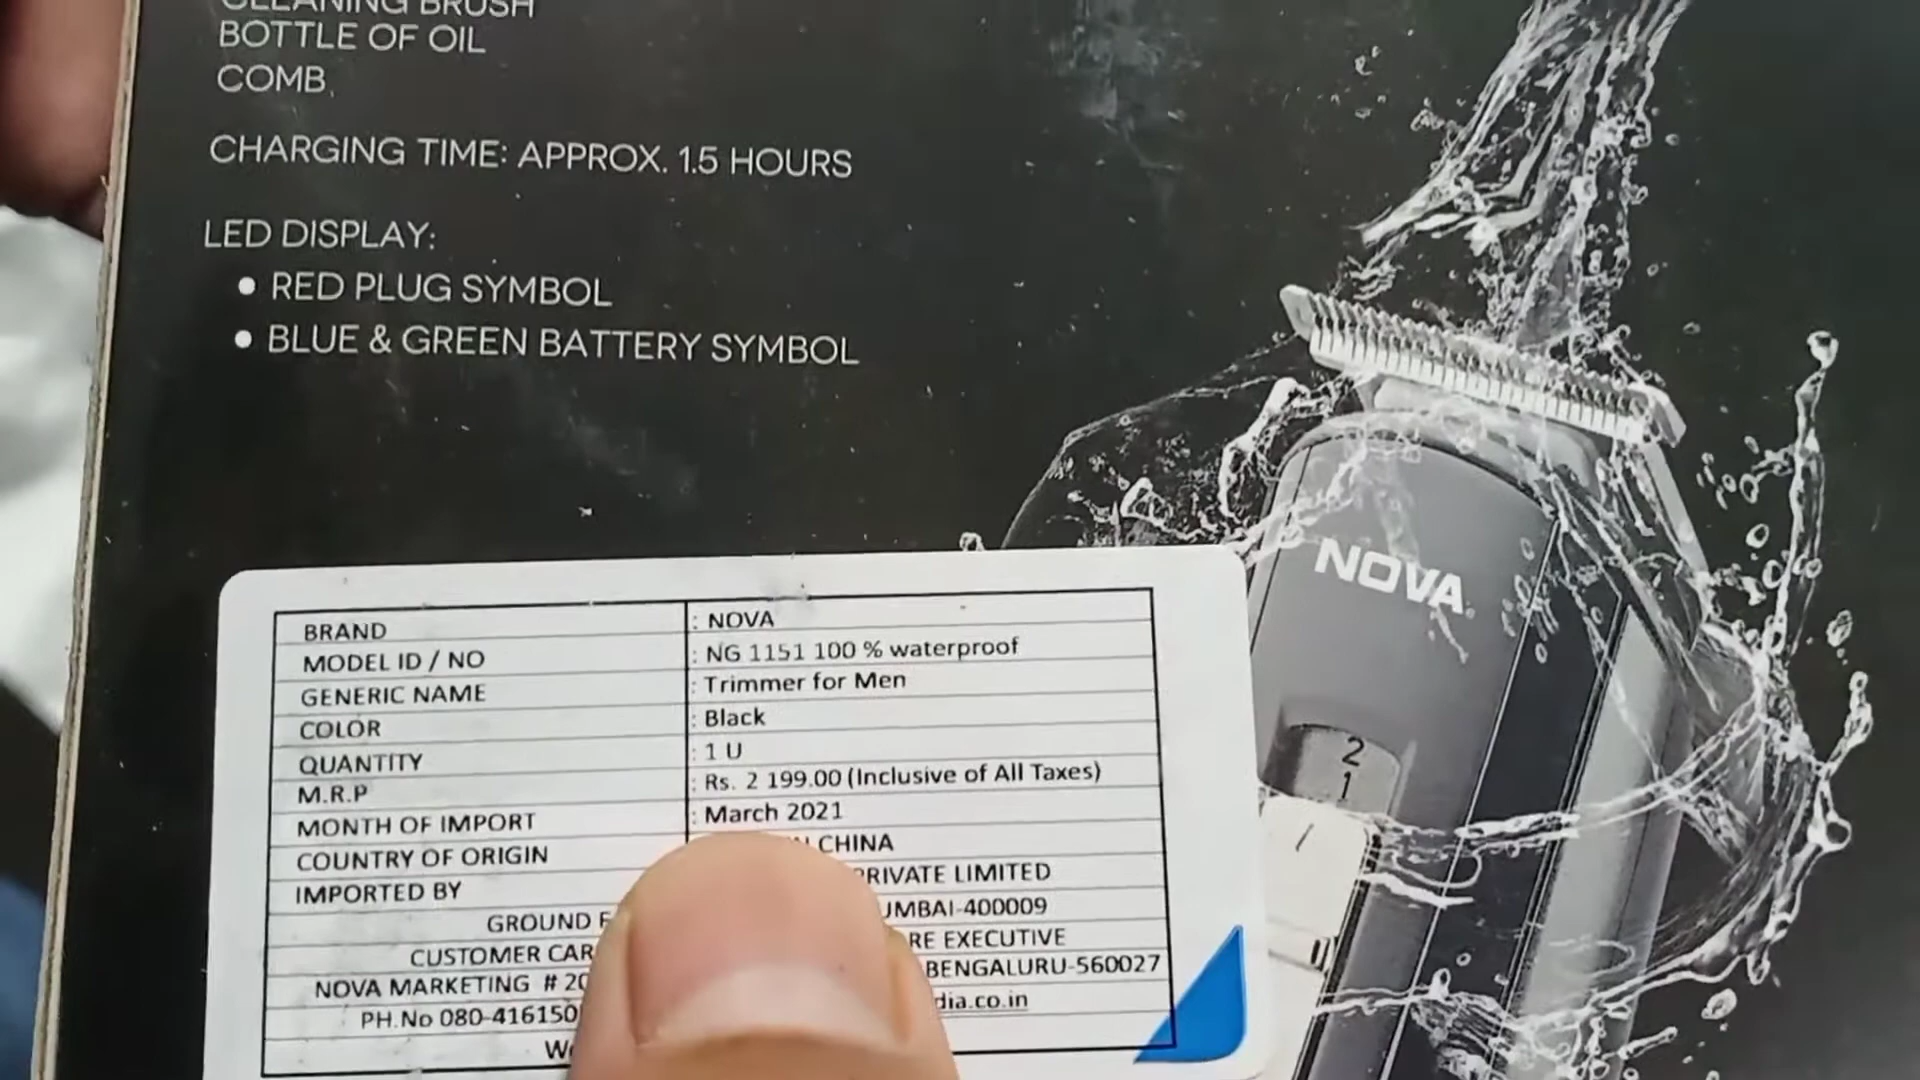 CLEANING BRUSH
BOTTLE OF OIL
COMB
CHARGING TIME: APPROX. 1.5 HOURS
LED DISPLAY:
• RED PLUG SYMBOL
• BLUE & GREEN BATTERY SYMBOL
NOVA
2
1
BRAND : NOVA
MODEL ID / NO : NG 1151 100 % waterproof
GENERIC NAME : Trimmer for Men
COLOR : Black
QUANTITY : 1 U
M.R.P : Rs. 2 199.00 (Inclusive of All Taxes)
MONTH OF IMPORT : March 2021
COUNTRY OF ORIGIN CHINA
IMPORTED BY PRIVATE LIMITED
GROUND -400009
CUSTOMER EXECUTIVE
NOVA MARKETING # BENGALURU-560027
PH.No 080-416150 dia.co.in